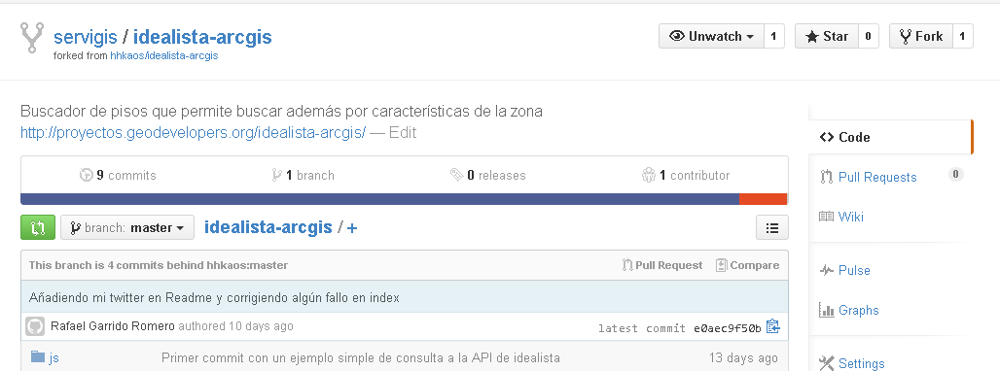 servigis / idealista-arcgis
forked from hhkaos/idealista-arcgis
Unwatch 1 Star 0 Fork 1
Buscador de pisos que permite buscar además por características de la zona
http://proyectos.geodevelopers.org/idealista-arcgis/ — Edit
9 commits 1 branch 0 releases 1 contributor
branch: master idealista-arcgis / +
This branch is 4 commits behind hhkaos:master Pull Request Compare
Añadiendo mi twitter en Readme y corrigiendo algún fallo en index
Rafael Garrido Romero authored 10 days ago latest commit e0aec9f50b
js Primer commit con un ejemplo simple de consulta a la API de idealista 13 days ago
Code
Pull Requests 0
Wiki
Pulse
Graphs
Settings